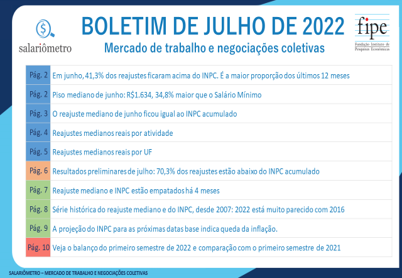 salariômetro
BOLETIM DE JULHO DE 2022
Mercado de trabalho e negociações coletivas
fipe
Fundação Instituto de
Pesquisas Econômicas
Pág. 2 Em junho,41,3% dos reajustes ficaram acima do INPC. É a maior proporção dos últimos 12 meses
Pág. 2 Piso mediano de junho: R$1.634, 34,8% maior que o Salário Mínimo
Pág. 3 O reajuste mediano de junho ficou igual ao INPC acumulado
Pág. 4 Reajustes medianos reais por atividade
Pág. 5 Reajustes medianos reais por UF
Pág. 6 Resultados preliminares de julho: 70,3% dos reajustes estão abaixo do INPC acumulado
Pág. 7 Reajuste mediano e INPC estão empatados há 4 meses
Pág. 8 Série histórica do reajuste mediano e do INPC, desde 2007: 2022 está muito parecido com 2016
Pág. 9 A projeção do INPC para as próximas datas base indica queda da inflação.
Pág. 10 Veja o balanço do primeiro semestre de 2022 e comparação com o primeiro semestre de 2021
SALARIÔMETRO – MERCADO DE TRABALHO E NEGOCIAÇÕES COLETIVAS